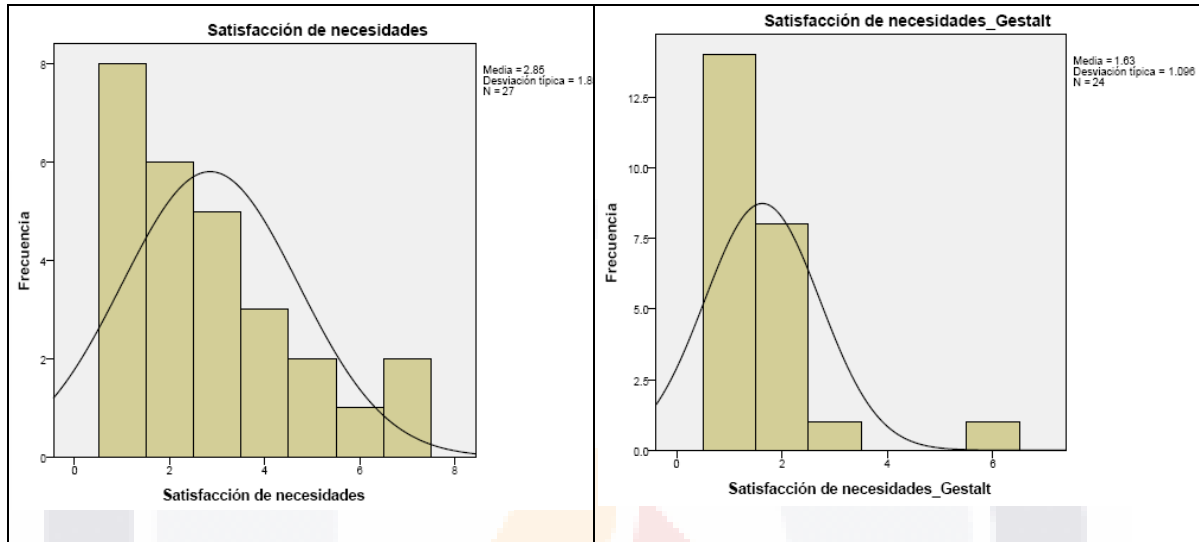 Satisfacción de necesidades
Media = 2.85
Desviación típica = 1.8
N = 27
8
6
4
2
0
Frecuencia
0 2 4 6 8
Satisfacción de necesidades
Satisfacción de necesidades_Gestalt
Media = 1.63
Desviación típica = 1.096
N = 24
12.5
10.0
7.5
5.0
2.5
0.0
Frecuencia
0 2 4 6
Satisfacción de necesidades_Gestalt